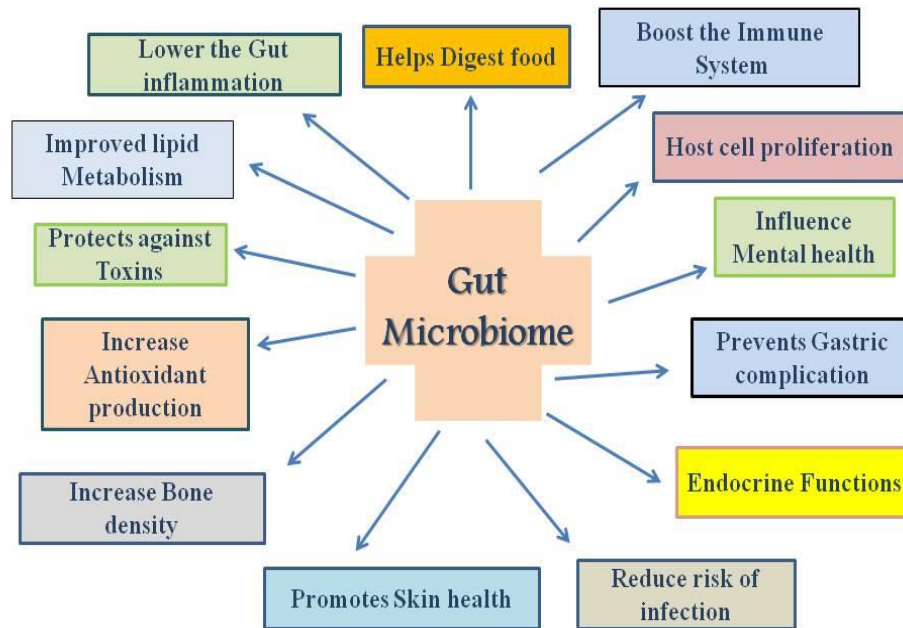 Lower the Gut
inflammation
Helps Digest food
Boost the Immune
System
Improved lipid
Metabolism
Host cell proliferation
Protects against
Toxins
Influence
Mental health
Gut
Microbiome
Increase
Antioxidant
production
Prevents Gastric
complication
Increase Bone
density
Endocrine Functions
Promotes Skin health
Reduce risk of
infection